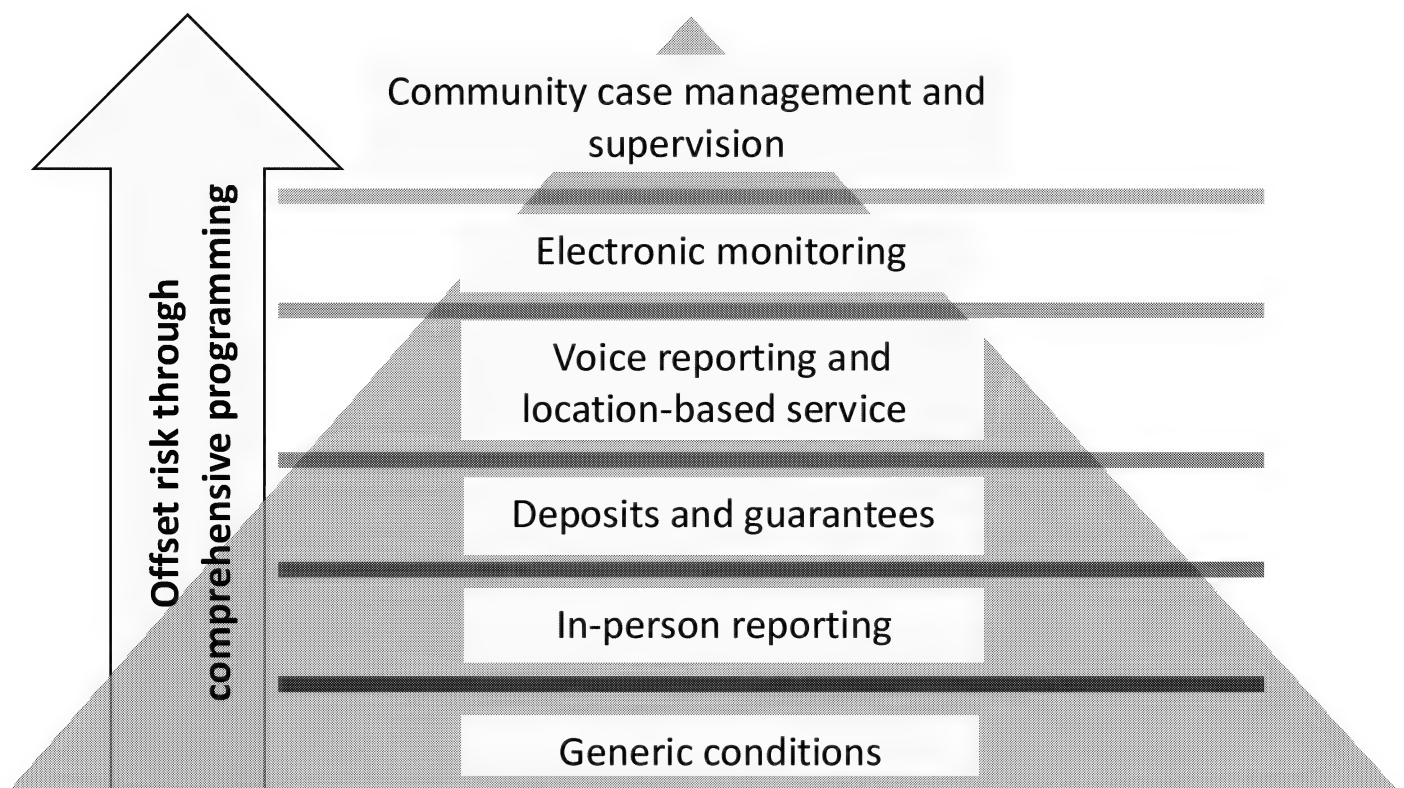 Community case management and
supervision
Electronic monitoring
Voice reporting and
location-based service
Deposits and guarantees
In-person reporting
Generic conditions
Offset risk through
comprehensive programming